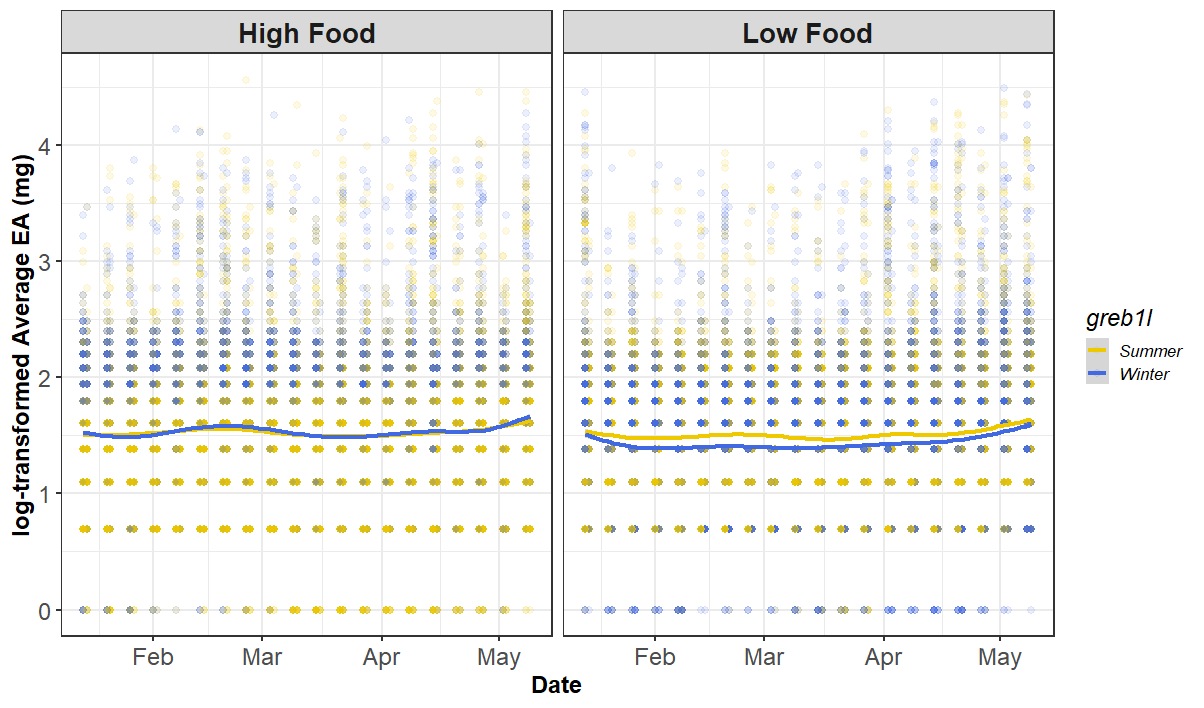 High Food
Low Food
log-transformed Average EA (mg)
4
3
2
1
0
Feb
Mar
Apr
May
Feb
Mar
Apr
May
Date
greb1l
Summer
Winter